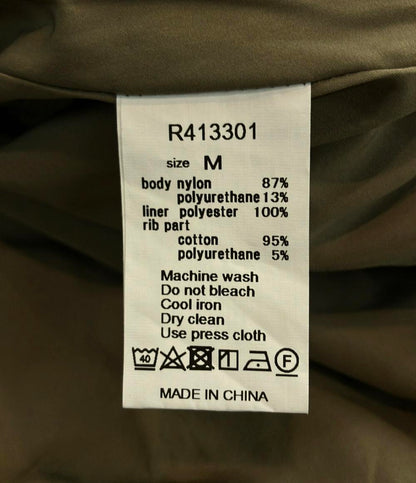 R413301
size M
body nylon 87%
polyurethane 13%
liner polyester 100%
rib part
cotton 95%
polyurethane 5%
Machine wash
Do not bleach
Cool iron
Dry clean
Use press cloth
40 F
MADE IN CHINA